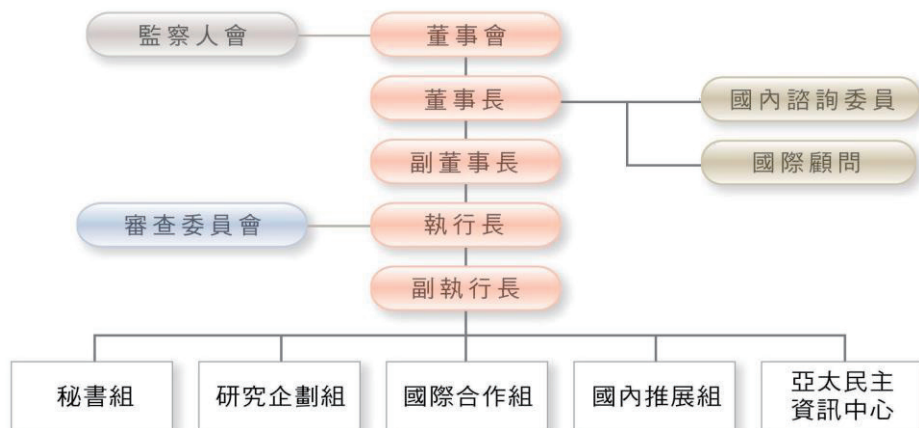 監察人會
董事會
董事長
國內諮詢委員
國際顧問
副董事長
審查委員會
執行長
副執行長
秘書組
研究企劃組
國際合作組
國內推展組
亞太民主
資訊中心